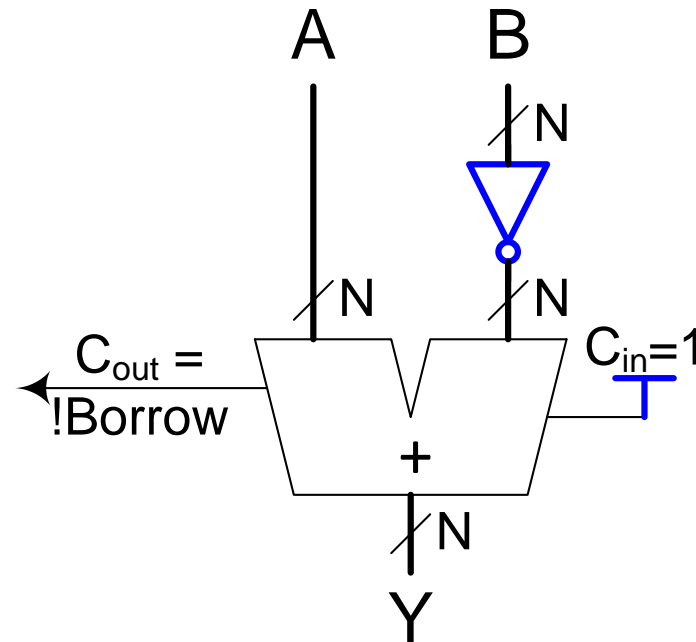 A B
N
N N
Cout =
!Borrow
Cin=1
+
N
Y